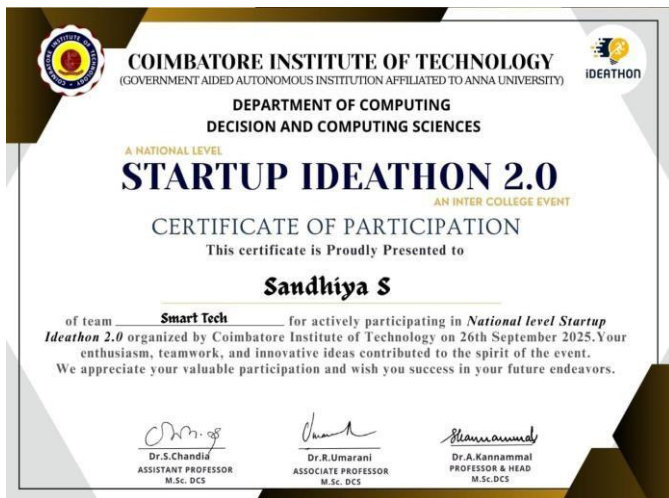 COIMBATORE INSTITUTE OF TECHNOLOGY
(GOVERNMENT AIDED AUTONOMOUS INSTITUTION AFFILIATED TO ANNA UNIVERSITY)
iDEATHON
DEPARTMENT OF COMPUTING
DECISION AND COMPUTING SCIENCES
A NATIONAL LEVEL
STARTUP IDEATHON 2.0
AN INTER COLLEGE EVENT
CERTIFICATE OF PARTICIPATION
This certificate is Proudly Presented to
Sandhiya S
of team Smart Tech for actively participating in National level Startup
Ideathon 2.0 organized by Coimbatore Institute of Technology on 26th September 2025.Your
enthusiasm, teamwork, and innovative ideas contributed to the spirit of the event.
We appreciate your valuable participation and wish you success in your future endeavors.
Dr.S.Chandia
ASSISTANT PROFESSOR
M.Sc. DCS
Dr.R.Umarani
ASSOCIATE PROFESSOR
M.Sc. DCS
Dr.A.Kannammal
PROFESSOR & HEAD
M.Sc.DCS